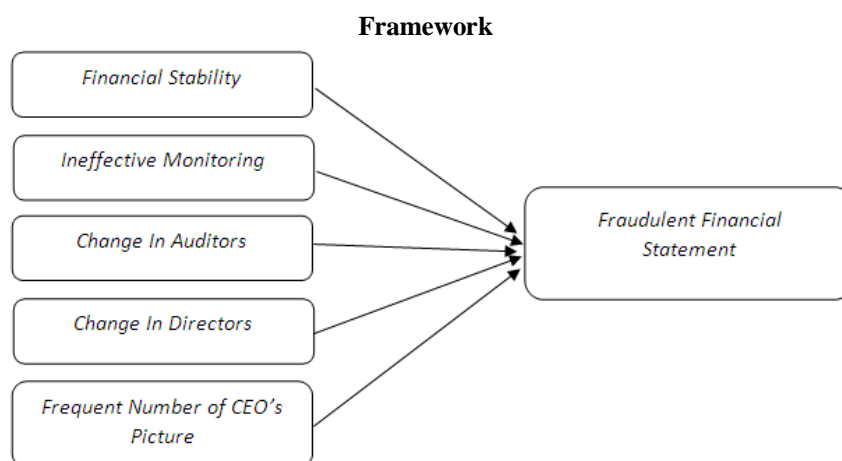 Framework
Financial Stability
Ineffective Monitoring
Change In Auditors
Change In Directors
Frequent Number of CEO's
Picture
Fraudulent Financial
Statement